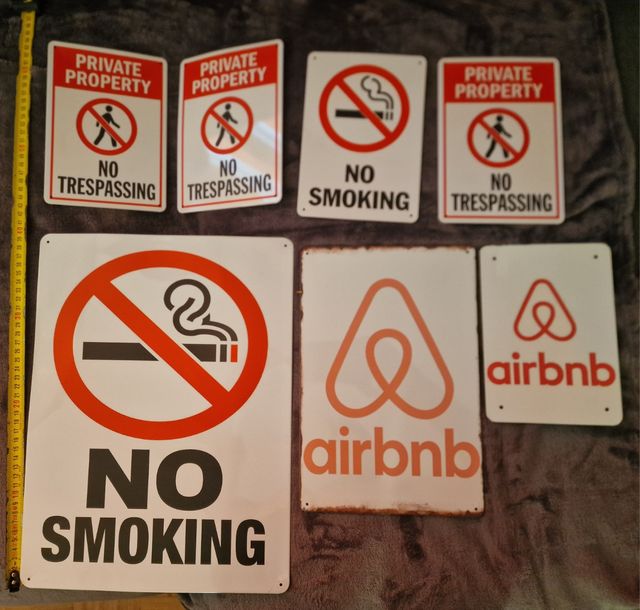 PRIVATE
PROPERTY
NO
TRESPASSING
PRIVATE
PROPERTY
NO
TRESPASSING
NO
SMOKING
PRIVATE
PROPERTY
NO
TRESPASSING
NO
SMOKING
airbnb
airbnb